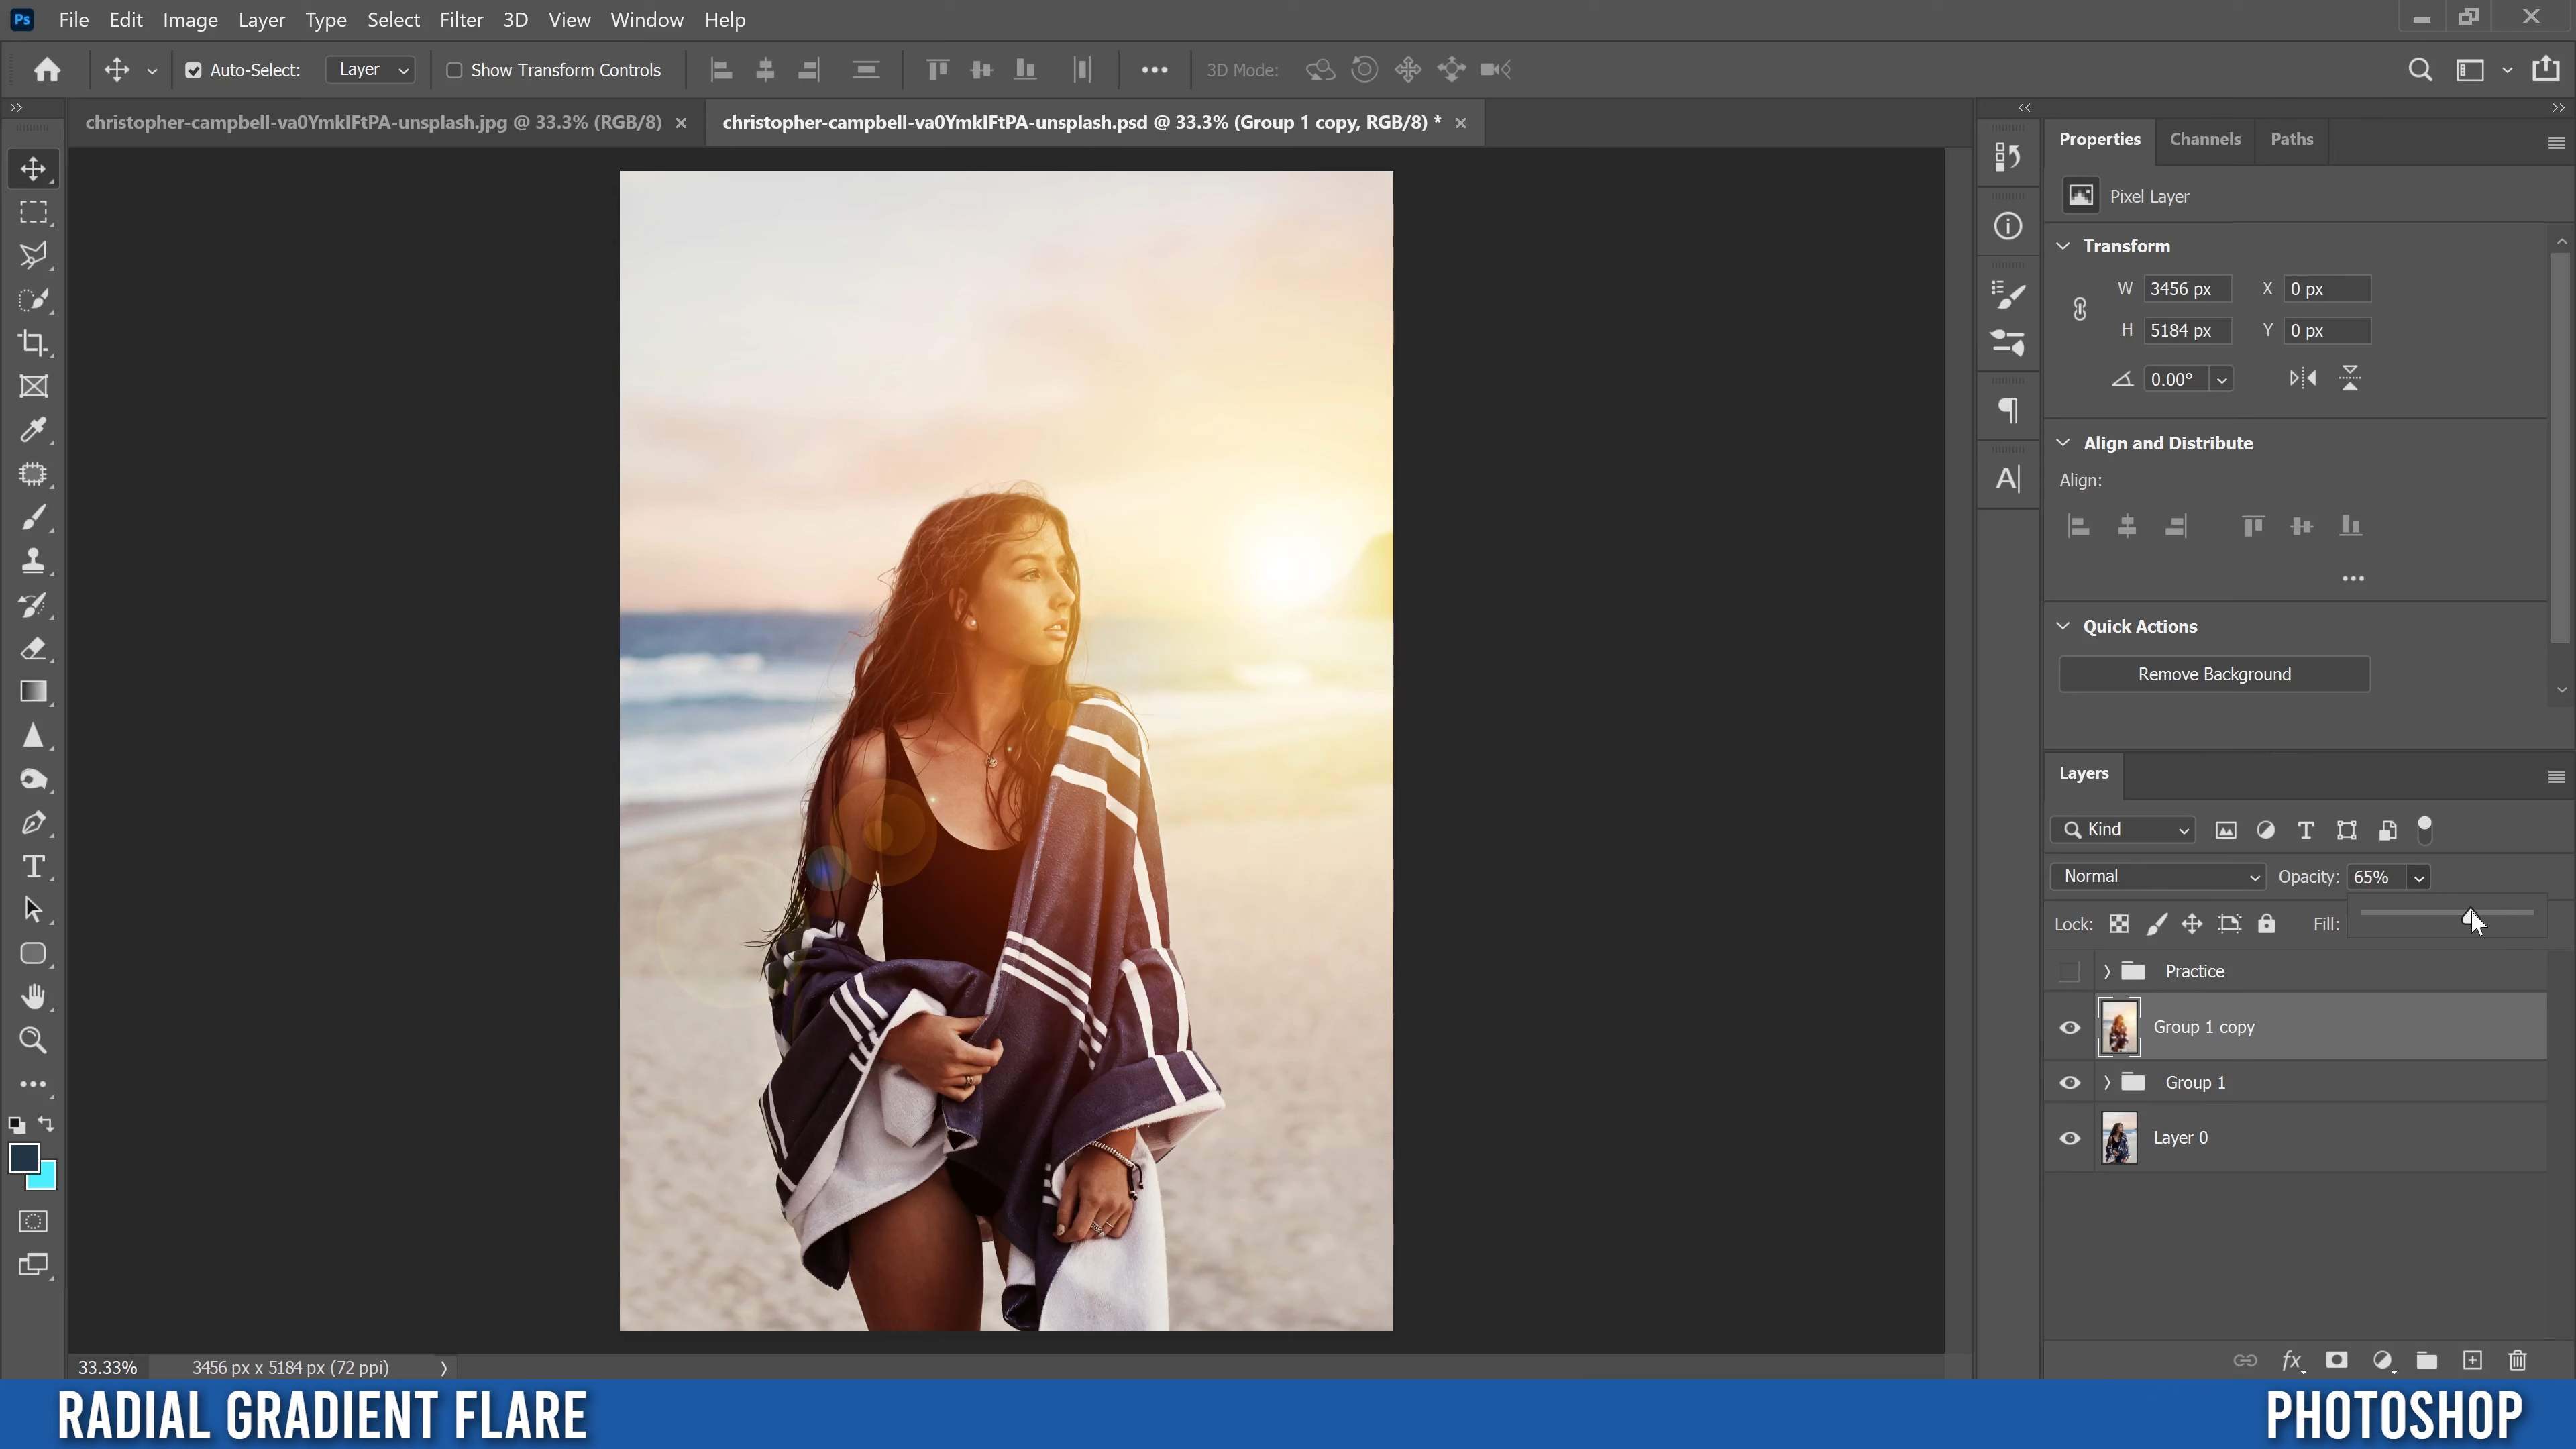 Ps File Edit Image Layer Type Select Filter 3D View Window Help
Auto-Select: Layer Show Transform Controls 3D Mode:
christopher-campbell-va0YmkIFtPA-unsplash.jpg @ 33.3% (RGB/8) christopher-campbell-va0YmkIFtPA-unsplash.psd @ 33.3% (Group 1 copy, RGB/8) *
Properties Channels Paths
Pixel Layer
Transform
W 3456 px X 0 px
H 5184 px Y 0 px
0.00°
Align and Distribute
Align:
Quick Actions
Remove Background
Layers
Kind
Normal Opacity: 65%
Lock: Fill:
Practice
Group 1 copy
Group 1
Layer 0
33.33% 3456 px x 5184 px (72 ppi)
RADIAL GRADIENT FLARE PHOTOSHOP